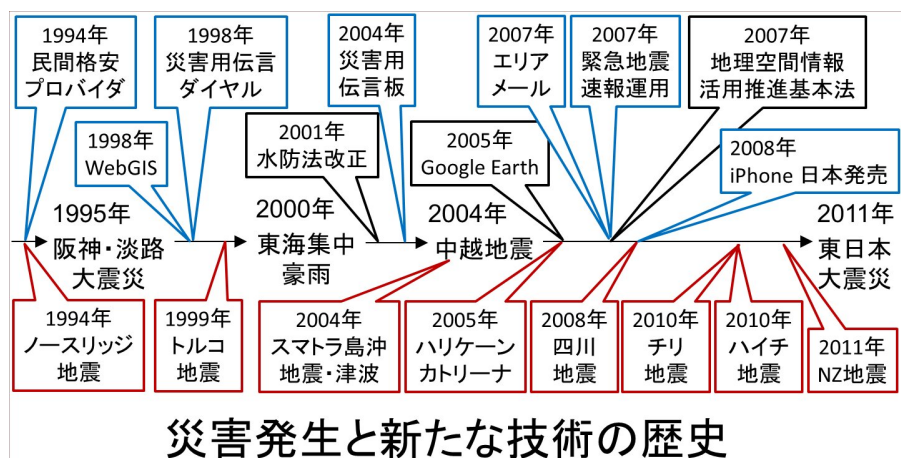 1994年
民間格安
プロバイダ
1998年
災害用伝言
ダイヤル
2004年
災害用
伝言板
2007年
エリア
メール
2007年
緊急地震
速報運用
2007年
地理空間情報
活用推進基本法
1998年
WebGIS
2001年
水防法改正
2005年
Google Earth
2008年
iPhone 日本発売
1995年
阪神・淡路
大震災
2000年
東海集中
豪雨
2004年
中越地震
2011年
東日本
大震災
1994年
ノースリッジ
地震
1999年
トルコ
地震
2004年
スマトラ島沖
地震・津波
2005年
ハリケーン
カトリーナ
2008年
四川
地震
2010年
チリ
地震
2010年
ハイチ
地震
2011年
NZ地震
災害発生と新たな技術の歴史